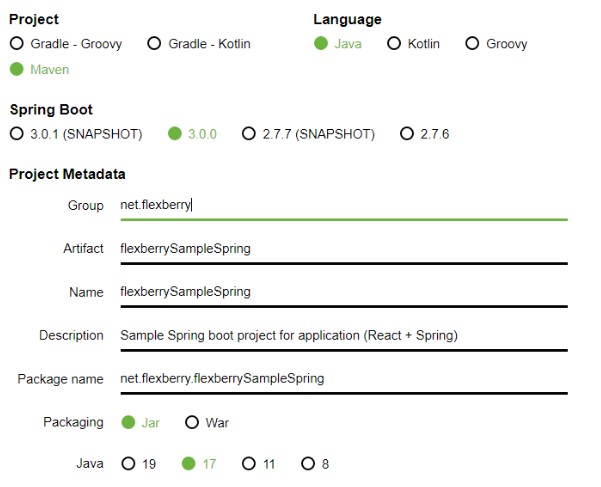 Project
Language
Gradle - Groovy Gradle - Kotlin
Java Kotlin Groovy
Maven
Spring Boot
3.0.1 (SNAPSHOT) 3.0.0 2.7.7 (SNAPSHOT) 2.7.6
Project Metadata
Group net.flexberry
Artifact flexberrySampleSpring
Name flexberrySampleSpring
Description Sample Spring boot project for application (React + Spring)
Package name net.flexberry.flexberrySampleSpring
Packaging Jar War
Java 19 17 11 8